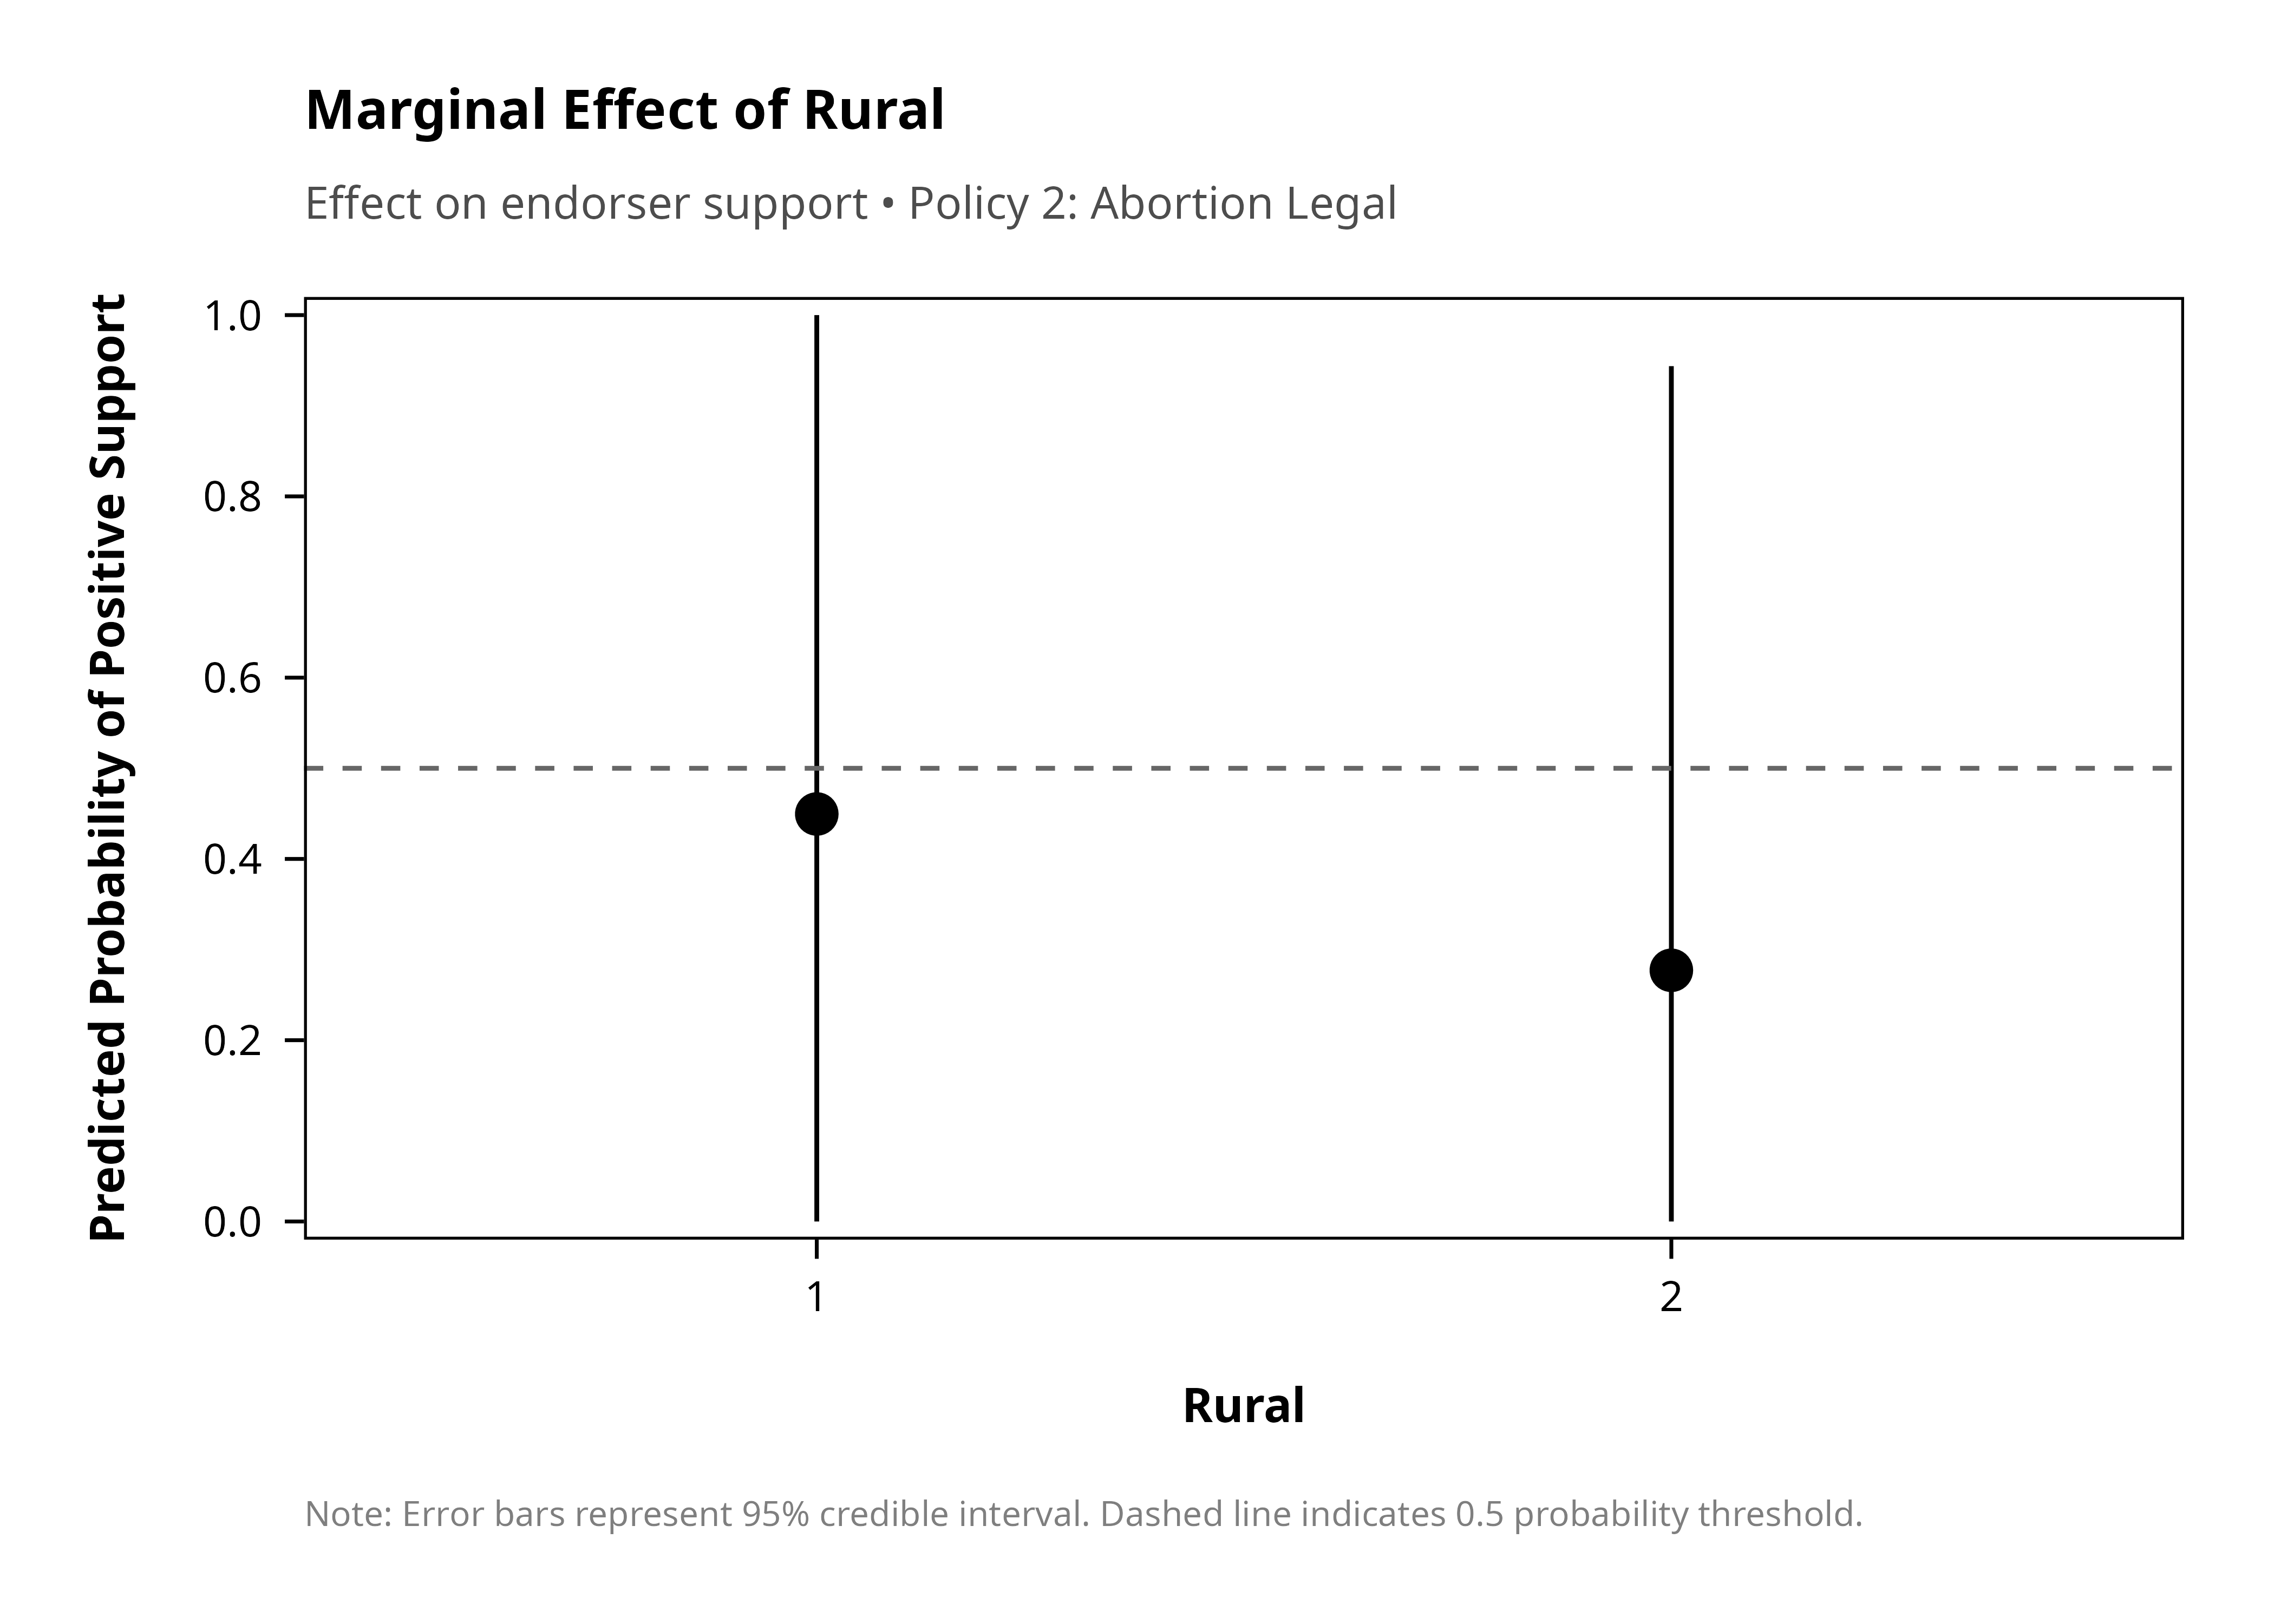 Marginal Effect of Rural
Effect on endorser support • Policy 2: Abortion Legal
Predicted Probability of Positive Support
1.0
0.8
0.6
0.4
0.2
0.0
1
2
Rural
Note: Error bars represent 95% credible interval. Dashed line indicates 0.5 probability threshold.